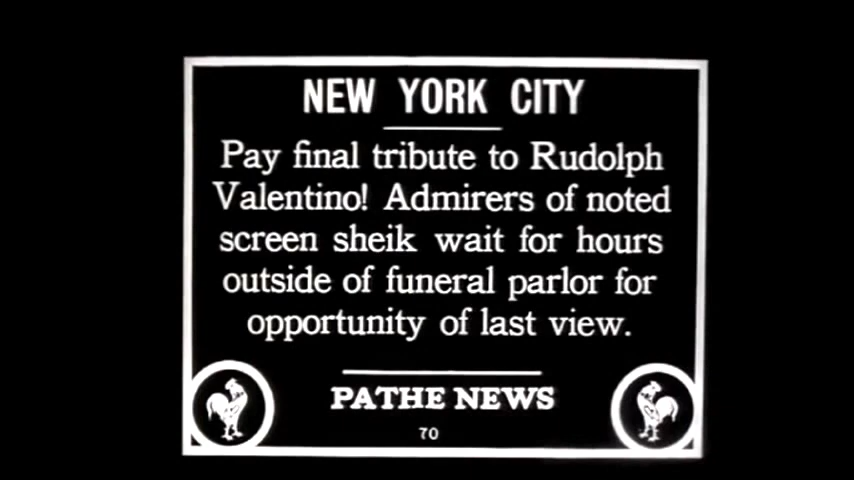 NEW YORK CITY
Pay final tribute to Rudolph
Valentino! Admirers of noted
screen sheik wait for hours
outside of funeral parlor for
opportunity of last view.
PATHE NEWS
70